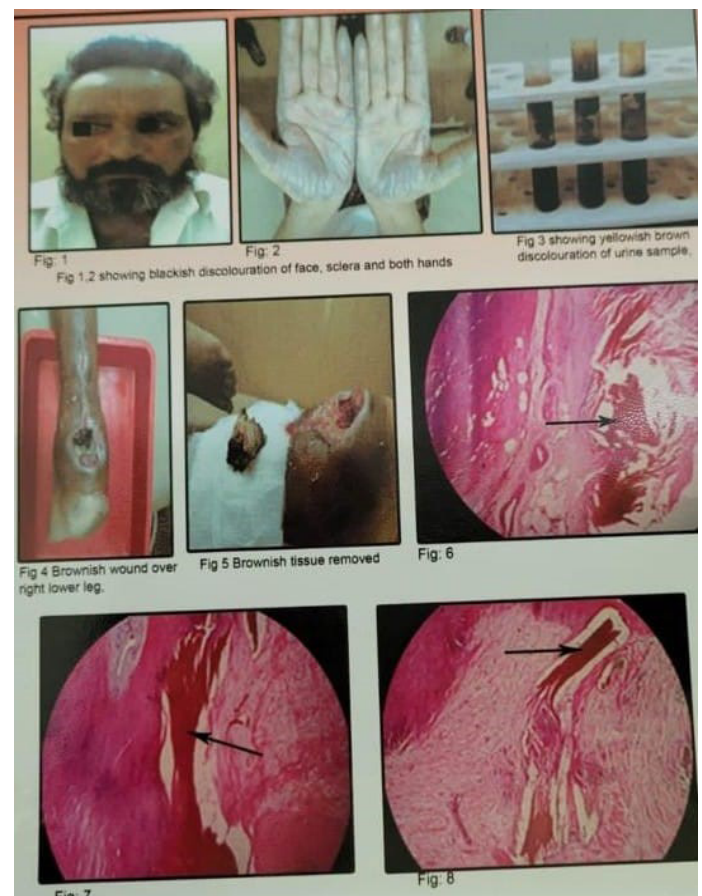 Fig: 1
Fig: 2
Fig 1,2 showing blackish discolouration of face, sclera and both hands
Fig 3 showing yellowish brown
discolouration of urine sample,
Fig 4 Brownish wound over
right lower leg.
Fig 5 Brownish tissue removed
Fig: 6
Fig: 7
Fig: 8